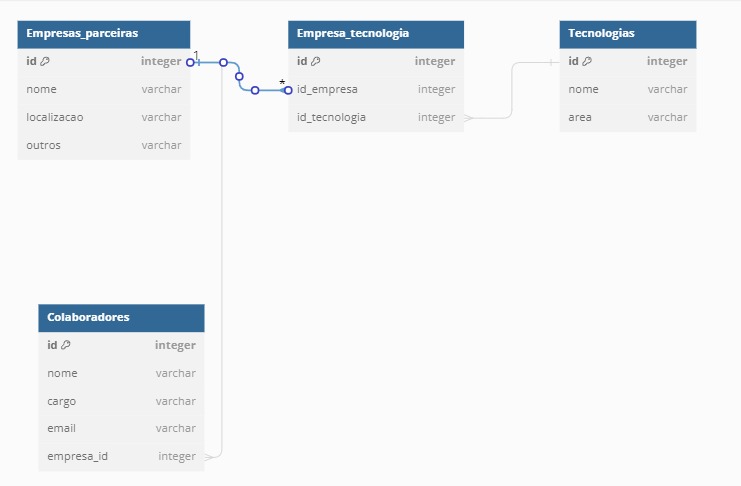 Empresas_parceiras
id integer
nome varchar
localizacao varchar
outros varchar
1
*
Empresa_tecnologia
id integer
id_empresa integer
id_tecnologia integer
Tecnologias
id integer
nome varchar
area varchar
Colaboradores
id integer
nome varchar
cargo varchar
email varchar
empresa_id integer